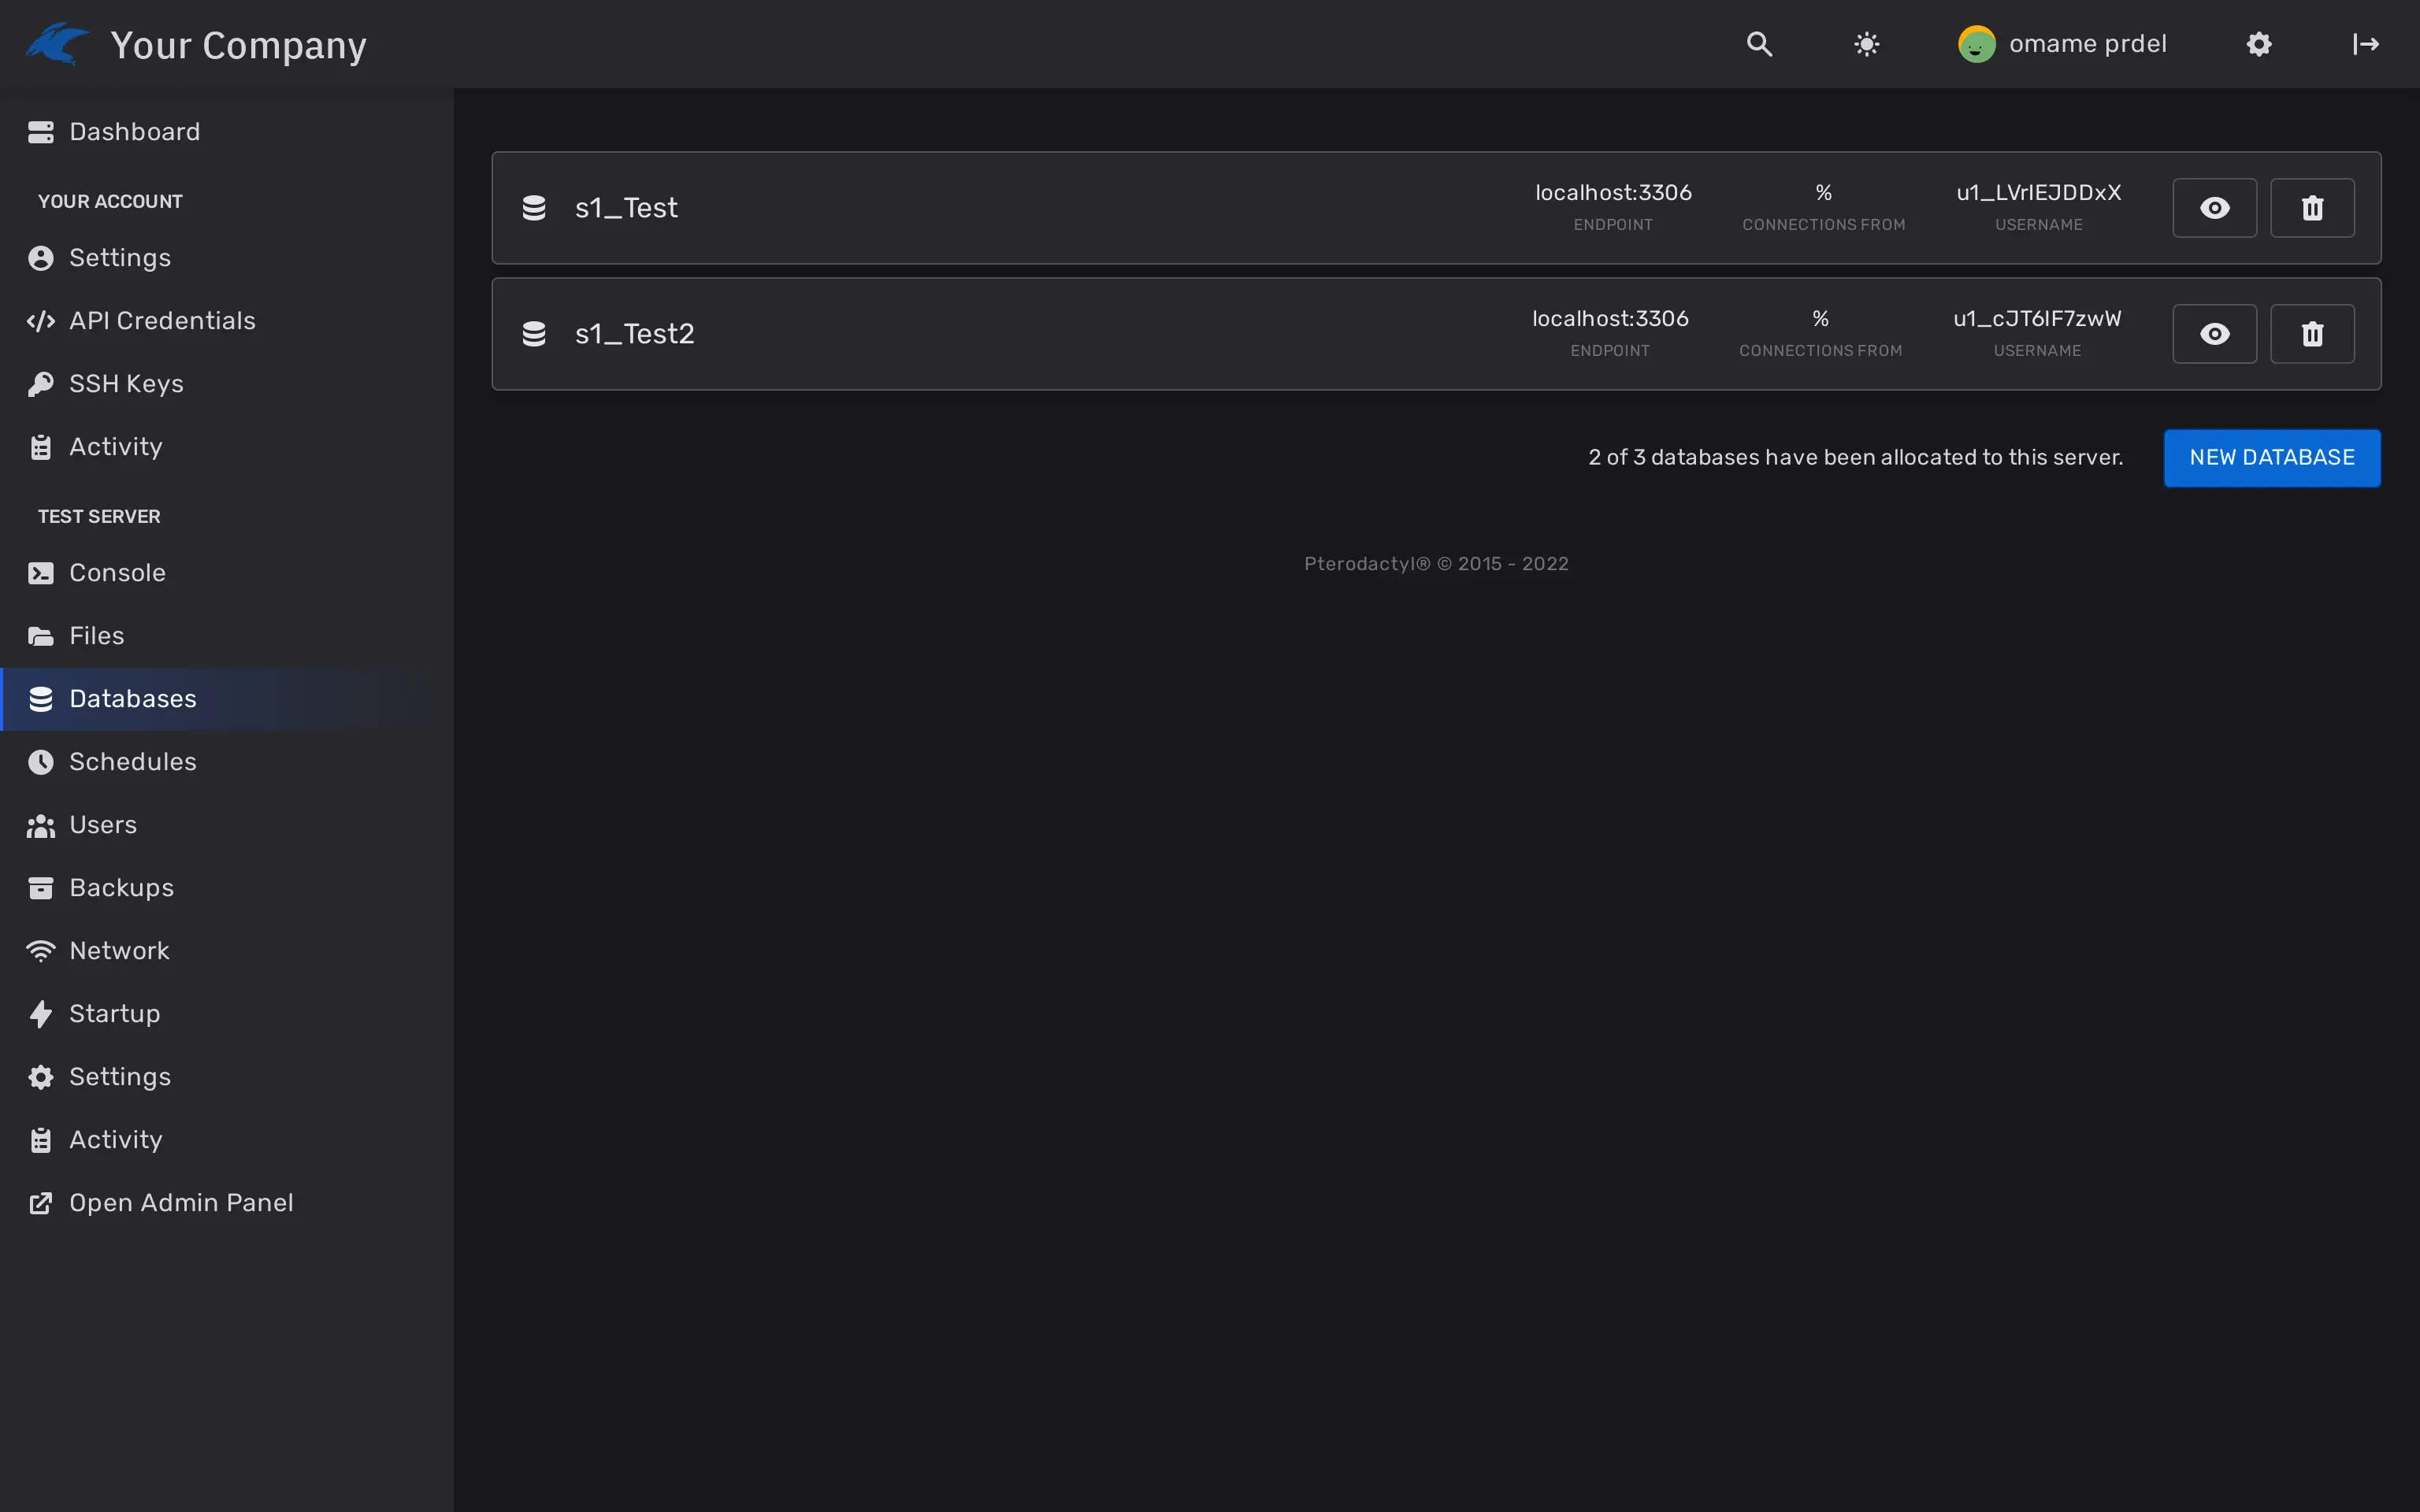 Your Company
omame prdel
Dashboard
YOUR ACCOUNT
Settings
API Credentials
SSH Keys
Activity
TEST SERVER
Console
Files
Databases
Schedules
Users
Backups
Network
Startup
Settings
Activity
Open Admin Panel
s1_Test
localhost:3306
ENDPOINT
%
CONNECTIONS FROM
u1_LVrIEJDDxX
USERNAME
s1_Test2
localhost:3306
ENDPOINT
%
CONNECTIONS FROM
u1_cJT6IF7zwW
USERNAME
2 of 3 databases have been allocated to this server.
NEW DATABASE
Pterodactyl® © 2015 - 2022